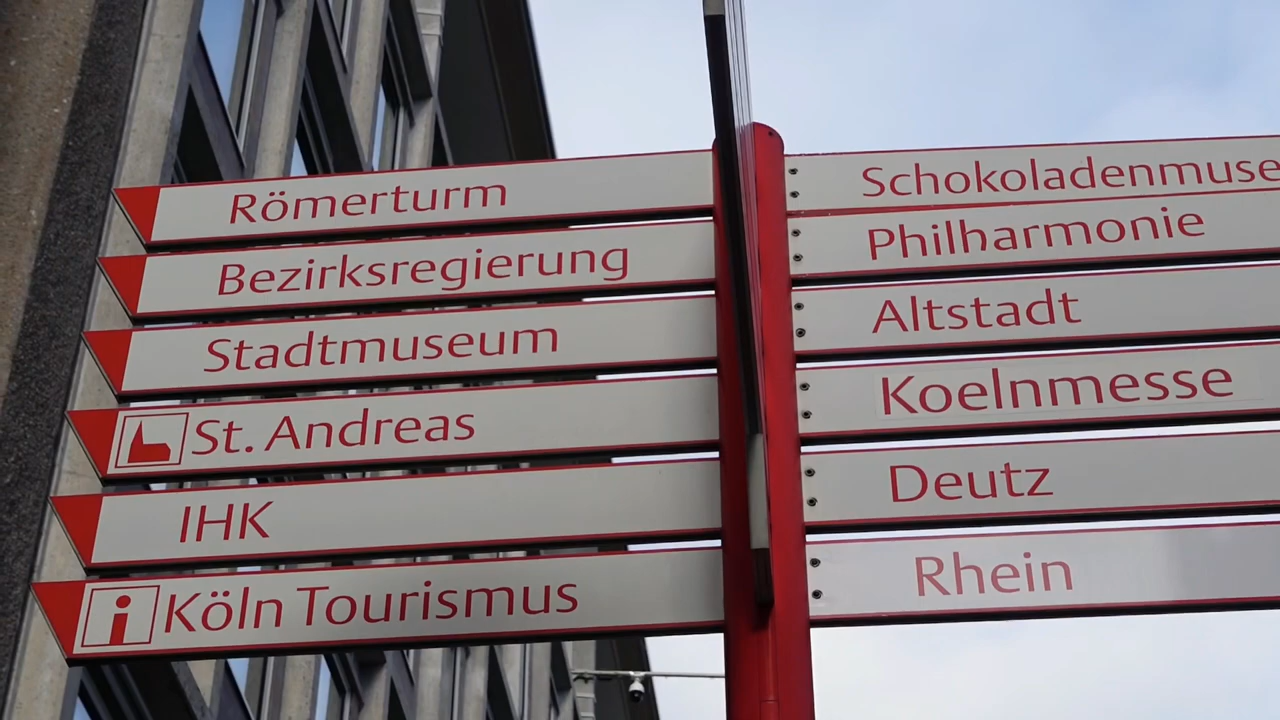 Römerturm
Bezirksregierung
Stadtmuseum
St. Andreas
IHK
i Köln Tourismus
Schokoladenmuse
Philharmonie
Altstadt
Koelnmesse
Deutz
Rhein